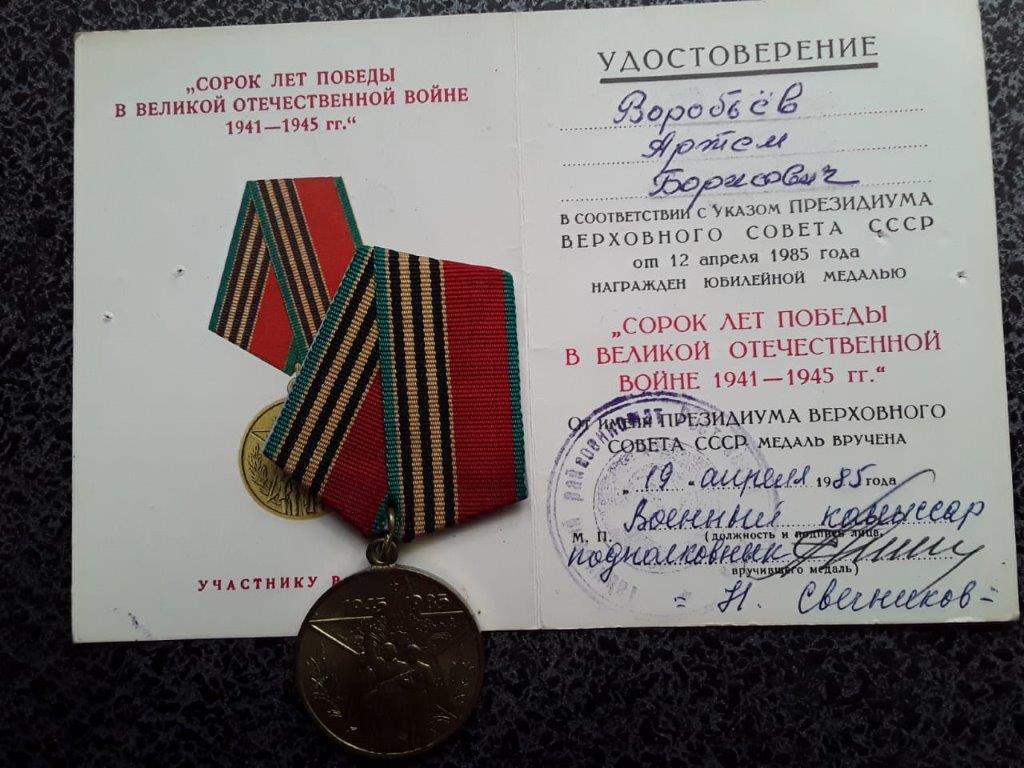 „СОРОК ЛЕТ ПОБЕДЫ
В ВЕЛИКОЙ ОТЕЧЕСТВЕННОЙ ВОЙНЕ
1941—1945 гг.“
УЧАСТНИКУ В
1945 1985
УДОСТОВЕРЕНИЕ
Воробьёв
Артем
Борисович
В СООТВЕТСТВИИ С УКАЗОМ ПРЕЗИДИУМА
ВЕРХОВНОГО СОВЕТА СССР
от 12 апреля 1985 года
НАГРАЖДЕН ЮБИЛЕЙНОЙ МЕДАЛЬЮ
„СОРОК ЛЕТ ПОБЕДЫ
В ВЕЛИКОЙ ОТЕЧЕСТВЕННОЙ
ВОЙНЕ 1941—1945 гг.“
От имени ПРЕЗИДИУМА ВЕРХОВНОГО
СОВЕТА СССР МЕДАЛЬ ВРУЧЕНА
„19“ апреля 1985 года
Военный комиссар
М. П. (должность и подпись лица,
подполковник
вручившего медаль)
= Н. Свечников =